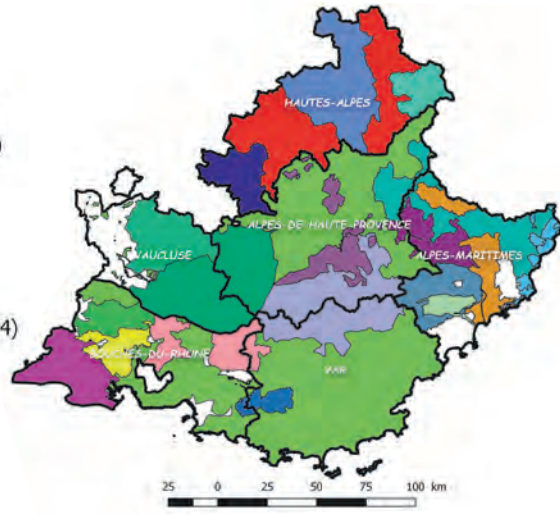 HAUTES-ALPES
)
ALPES-DE-HAUTE-PROVENCE
VAUCLUSE
ALPES-MARITIMES
4)
BOUCHES-DU-RHONE
VAR
25 0 25 50 75 100 km